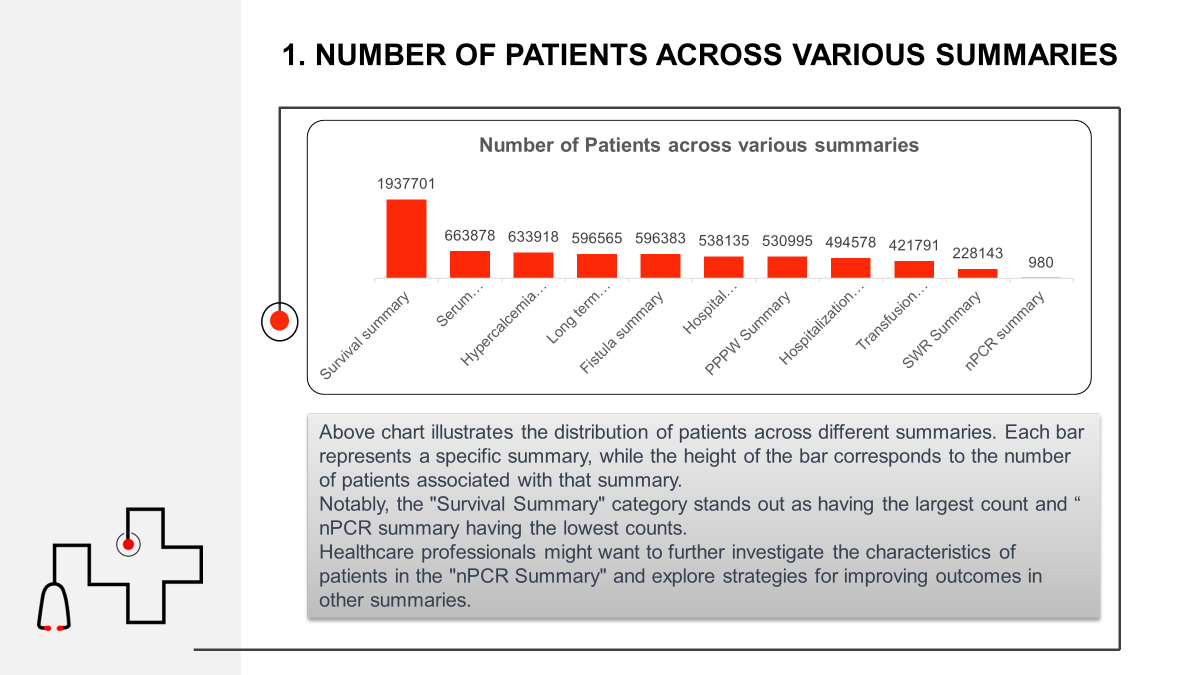 1. NUMBER OF PATIENTS ACROSS VARIOUS SUMMARIES
Number of Patients across various summaries
1937701
663878
633918
596565
596383
538135
530995
494578
421791
228143
980
Survival summary
Serum…
Hypercalcemia…
Long term…
Fistula summary
Hospital…
PPPW Summary
Hospitalization…
Transfusion…
SWR Summary
nPCR summary
Above chart illustrates the distribution of patients across different summaries. Each bar
represents a specific summary, while the height of the bar corresponds to the number
of patients associated with that summary.
Notably, the "Survival Summary" category stands out as having the largest count and “
nPCR summary having the lowest counts.
Healthcare professionals might want to further investigate the characteristics of
patients in the "nPCR Summary" and explore strategies for improving outcomes in
other summaries.